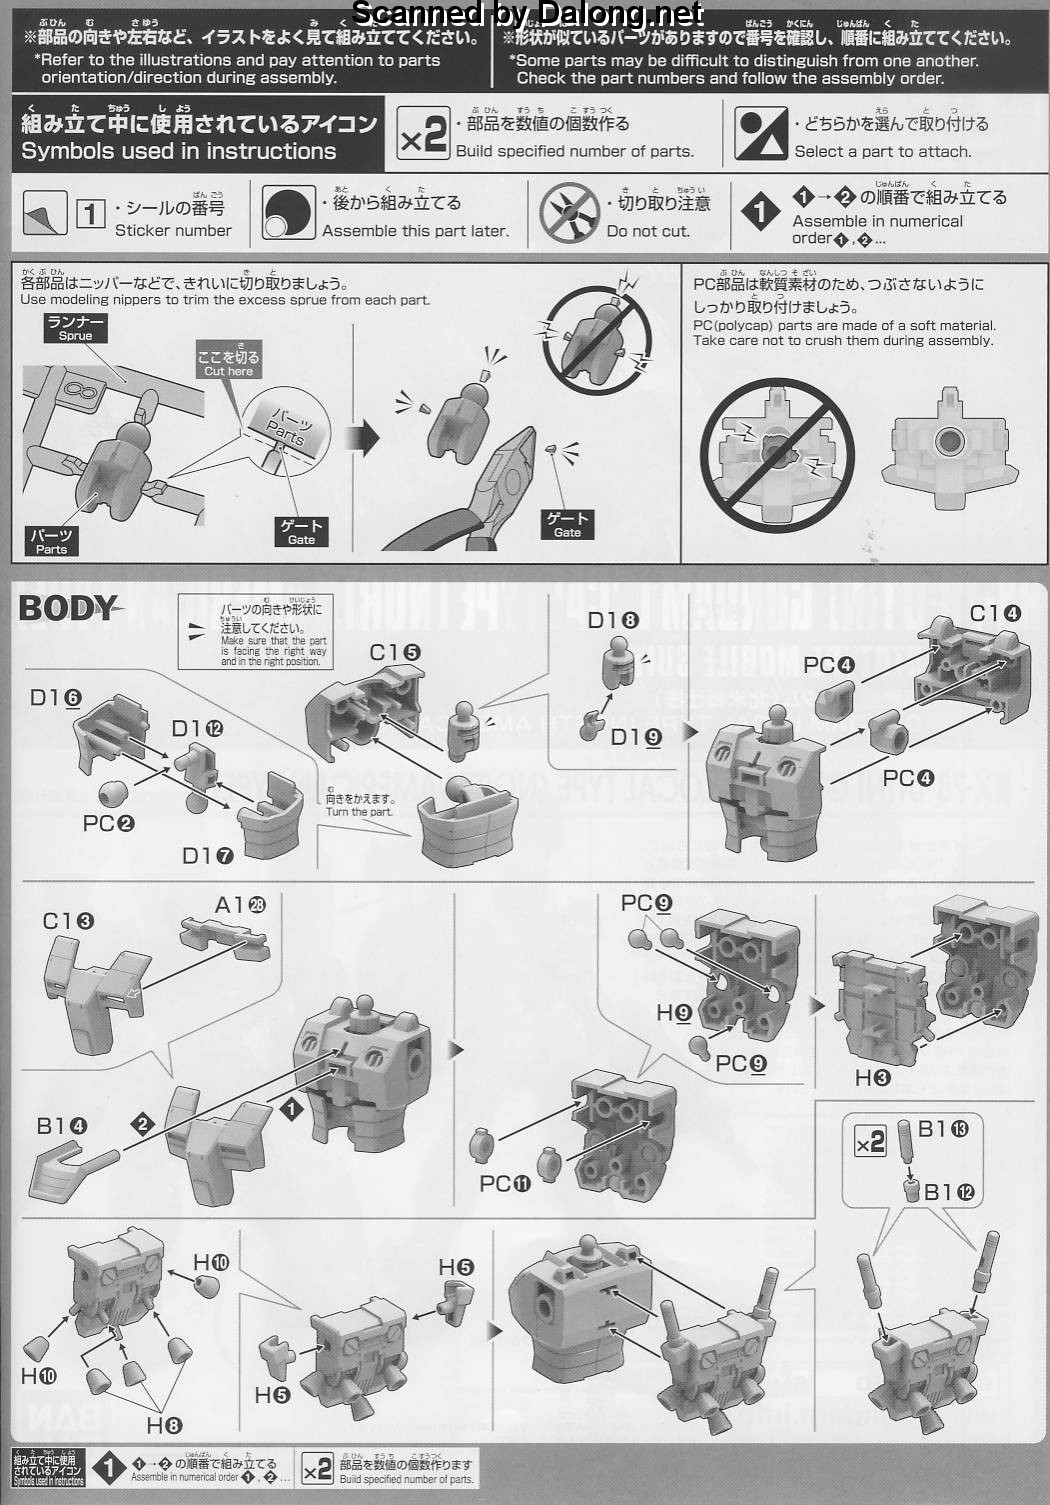 Scanned by Dalong.net
※部品の向きや左右など、イラストをよく見て組み立ててください。
*Refer to the illustrations and pay attention to parts
orientation/direction during assembly.
※形状が似ているパーツがありますので番号を確認し、順番に組み立ててください。
*Some parts may be difficult to distinguish from one another.
Check the part numbers and follow the assembly order.
組み立て中に使用されているアイコン
Symbols used in instructions
×2
・部品を数値の個数作る
Build specified number of parts.
・どちらかを選んで取り付ける
Select a part to attach.
1
・シールの番号
Sticker number
・後から組み立てる
Assemble this part later.
・切り取り注意
Do not cut.
1
❶→❷の順番で組み立てる
Assemble in numerical
order❶,❷...
各部品はニッパーなどで、きれいに切り取りましょう。
Use modeling nippers to trim the excess sprue from each part.
ランナー
Sprue
ここを切る
Cut here
パーツ
Parts
ゲート
Gate
パーツ
Parts
ゲート
Gate
PC部品は軟質素材のため、つぶさないように
しっかり取り付けましょう。
PC(polycap) parts are made of a soft material.
Take care not to crush them during assembly.
BODY
パーツの向きや形状に
注意してください。
Make sure that the part
is facing the right way
and in the right position.
D1❻
D1⓬
PC❷
D1❼
C1❺
向きをかえます。
Turn the part.
D1❽
D1❾
C1❹
PC❹
PC❹
C1❸
A1㉘
B1❹
2
1
PC❾
H❾
PC❾
PC⓫
H❸
×2
B1⓭
B1⓬
H❿
H❿
H❽
H❺
H❺
組み立て中に使用
されているアイコン
Symbols used in instructions
1
❶→❷の順番で組み立てる
Assemble in numerical order ❶,❷...
×2
部品を数値の個数作ります
Build specified number of parts.